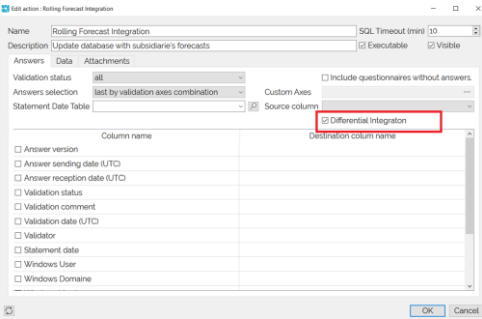 Edit action : Rolling Forecast Integration
Name Rolling Forecast Integration SQL Timeout (min) 10
Description Update database with subsidiarie's forecasts Executable Visible
Answers Data Attachments
Validation status all Include questionnaires without answers.
Answers selection last by validation axes combination Custom Axes ...
Statement Date Table Source column
Differential Integraton
Column name Destination colum name
Answer version
Answer sending date (UTC)
Answer reception date (UTC)
Validation status
Validation comment
Validation date (UTC)
Validator
Statement date
Windows User
Windows Domaine
OK Cancel